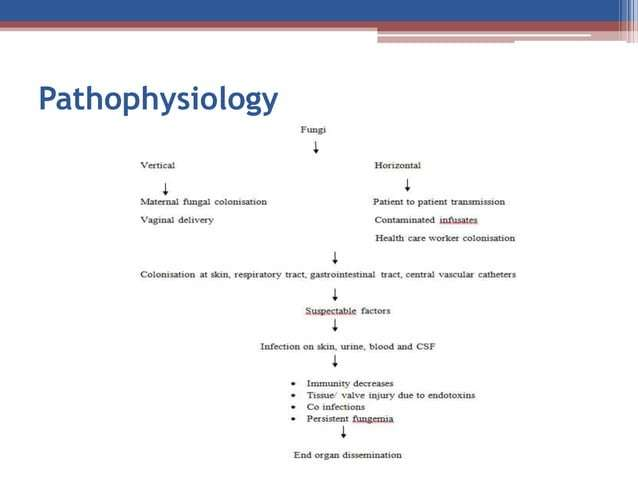 Pathophysiology
Fungi
Vertical Horizontal
Maternal fungal colonisation Patient to patient transmission
Vaginal delivery Contaminated infusates
Health care worker colonisation
Colonisation at skin, respiratory tract, gastrointestinal tract, central vascular catheters
Suspectable factors
Infection on skin, urine, blood and CSF
• Immunity decreases
• Tissue/ valve injury due to endotoxins
• Co infections
• Persistent fungemia
End organ dissemination